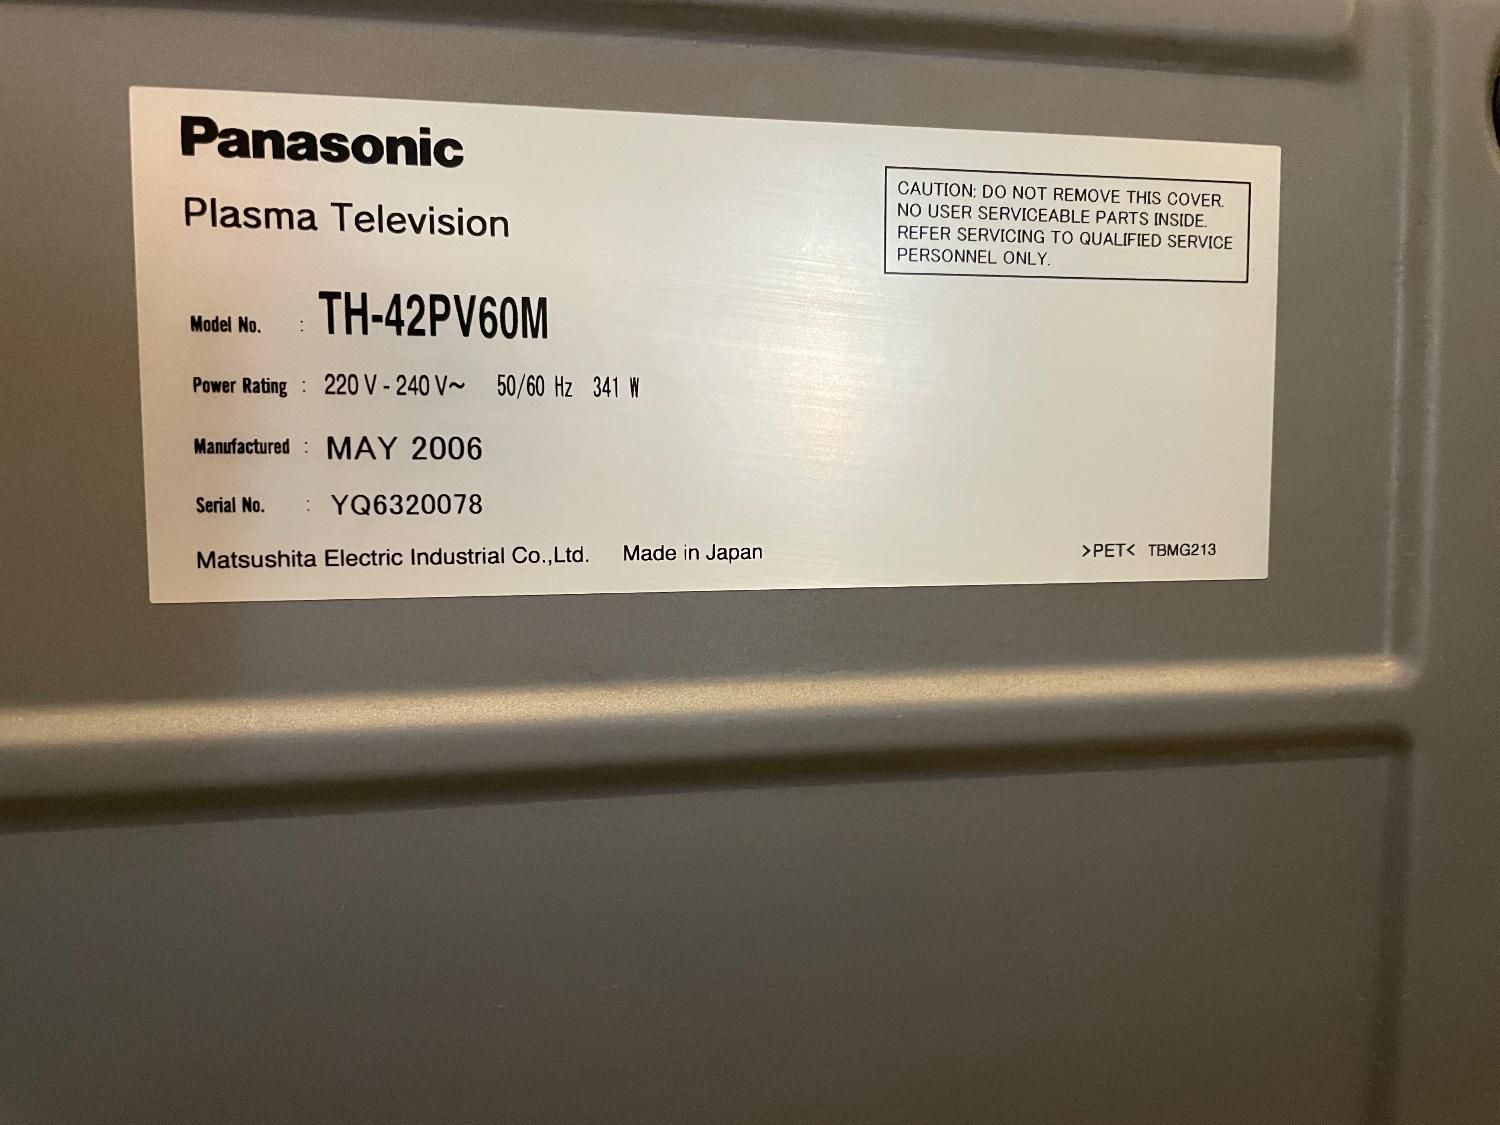 Panasonic
Plasma Television
CAUTION: DO NOT REMOVE THIS COVER.
NO USER SERVICEABLE PARTS INSIDE.
REFER SERVICING TO QUALIFIED SERVICE
PERSONNEL ONLY.
Model No. : TH-42PV60M
Power Rating : 220 V - 240 V~ 50/60 Hz 341 W
Manufactured : MAY 2006
Serial No. : YQ6320078
Matsushita Electric Industrial Co.,Ltd. Made in Japan
>PET< TBMG213